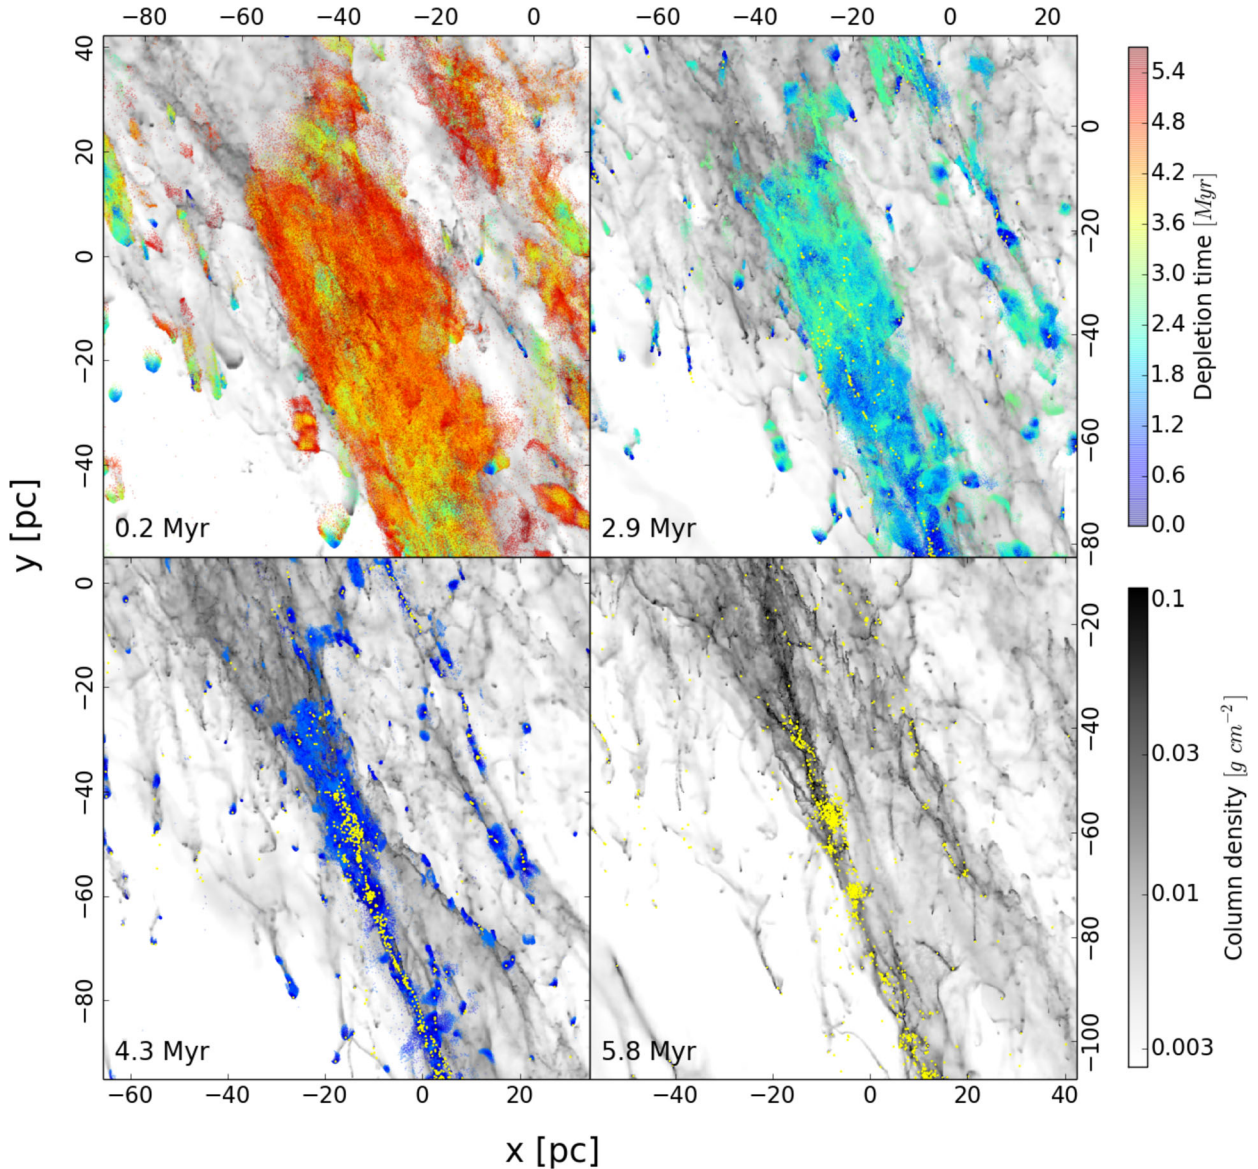 −80 −60 −40 −20 0
−60 −40 −20 0 20
40
20
0
−20
−40
0.2 Myr
0
−20
−40
−60
−80
2.9 Myr
5.4
4.8
4.2
3.6
3.0
2.4
1.8
1.2
0.6
0.0
Depletion time [Myr]
y [pc]
0
−20
−40
−60
−80
4.3 Myr
−20
−40
−60
−80
−100
5.8 Myr
0.1
0.03
0.01
0.003
Column density [g cm−2]
−60 −40 −20 0 20
−40 −20 0 20 40
x [pc]